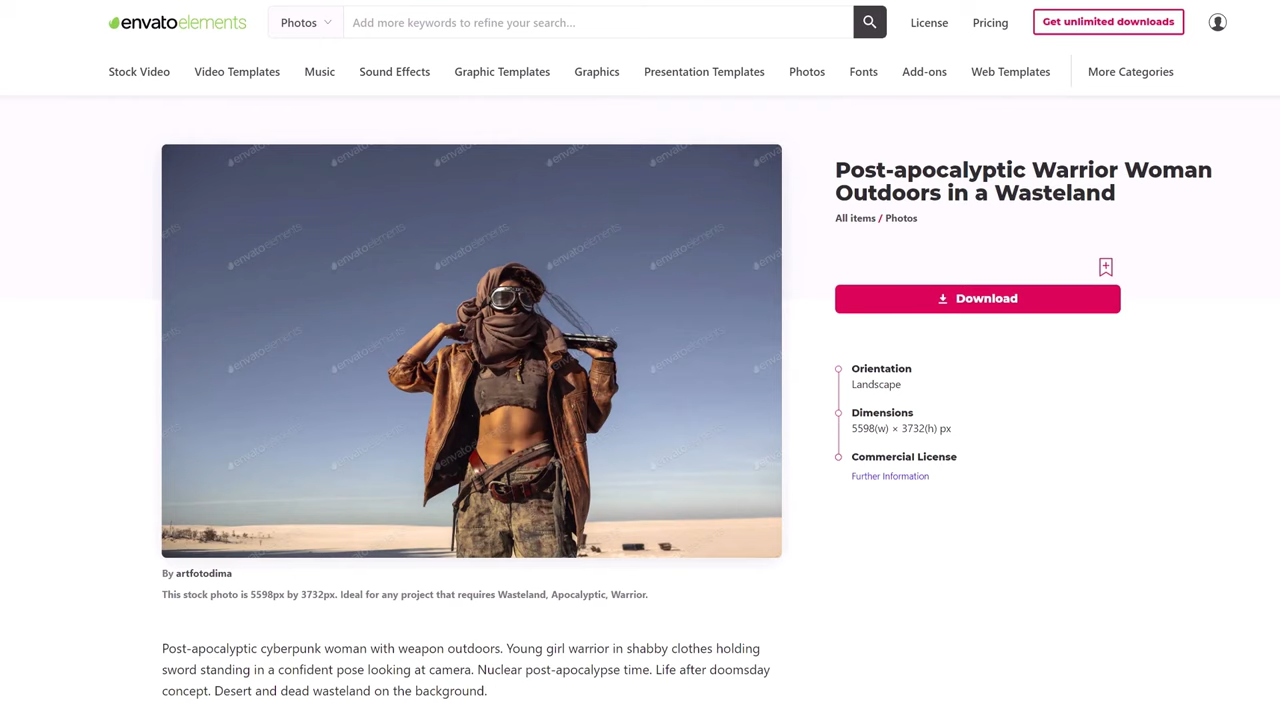 envatoelements
Photos
Add more keywords to refine your search...
License
Pricing
Get unlimited downloads
Stock Video
Video Templates
Music
Sound Effects
Graphic Templates
Graphics
Presentation Templates
Photos
Fonts
Add-ons
Web Templates
More Categories
envatoelements
Post-apocalyptic Warrior Woman
Outdoors in a Wasteland
All items / Photos
Download
Orientation
Landscape
Dimensions
5598(w) × 3732(h) px
Commercial License
Further Information
By artfotodima
This stock photo is 5598px by 3732px. Ideal for any project that requires Wasteland, Apocalyptic, Warrior.
Post-apocalyptic cyberpunk woman with weapon outdoors. Young girl warrior in shabby clothes holding
sword standing in a confident pose looking at camera. Nuclear post-apocalypse time. Life after doomsday
concept. Desert and dead wasteland on the background.